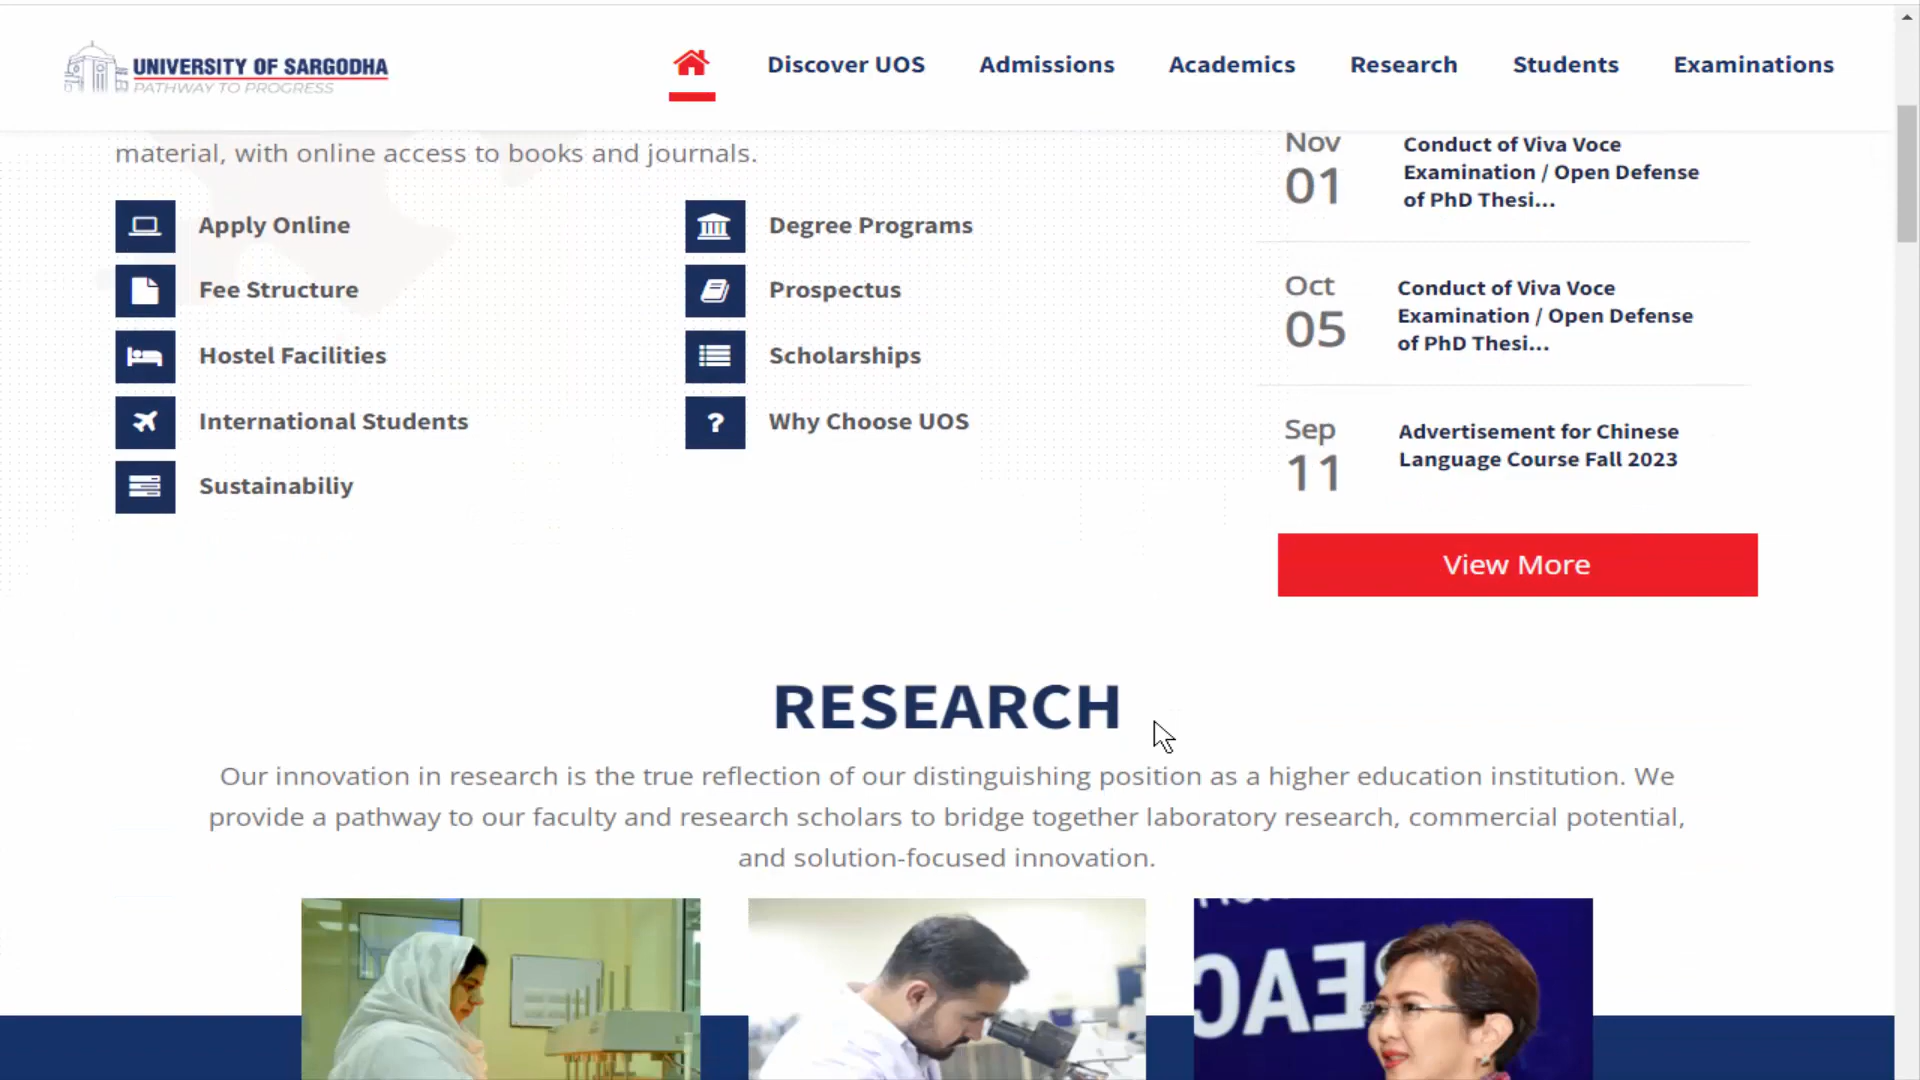 UNIVERSITY OF SARGODHA
PATHWAY TO PROGRESS
Discover UOS
Admissions
Academics
Research
Students
Examinations
material, with online access to books and journals.
Apply Online
Degree Programs
Fee Structure
Prospectus
Hostel Facilities
Scholarships
International Students
Why Choose UOS
Sustainabiliy
Nov
01
Conduct of Viva Voce
Examination / Open Defense
of PhD Thesi...
Oct
05
Conduct of Viva Voce
Examination / Open Defense
of PhD Thesi...
Sep
11
Advertisement for Chinese
Language Course Fall 2023
View More
RESEARCH
Our innovation in research is the true reflection of our distinguishing position as a higher education institution. We
provide a pathway to our faculty and research scholars to bridge together laboratory research, commercial potential,
and solution-focused innovation.